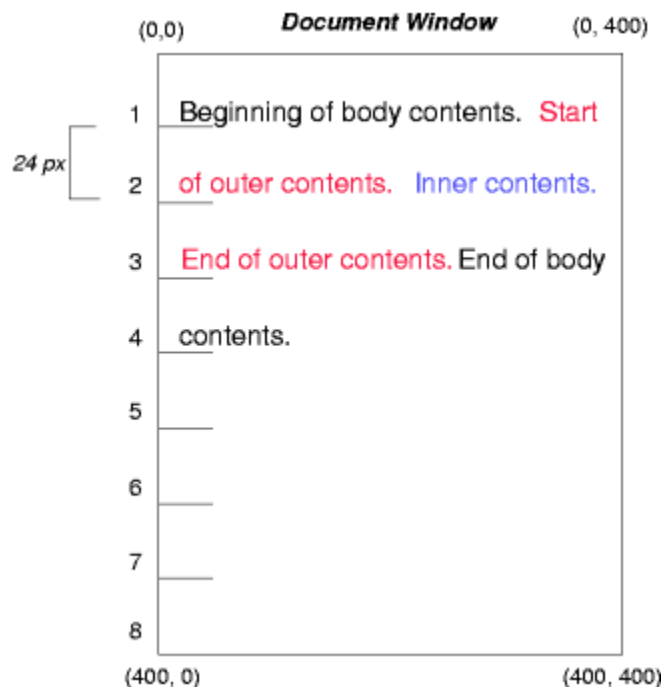 Document Window
(0,0) (0, 400)
1 Beginning of body contents. Start
24 px
2 of outer contents. Inner contents.
3 End of outer contents. End of body
4 contents.
5
6
7
8
(400, 0) (400, 400)